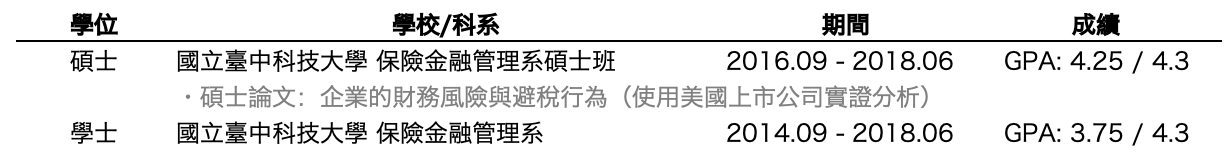 學位 學校/科系 期間 成績
碩士 國立臺中科技大學 保險金融管理系碩士班 2016.09 - 2018.06 GPA: 4.25 / 4.3
・碩士論文：企業的財務風險與避稅行為（使用美國上市公司實證分析）
學士 國立臺中科技大學 保險金融管理系 2014.09 - 2018.06 GPA: 3.75 / 4.3